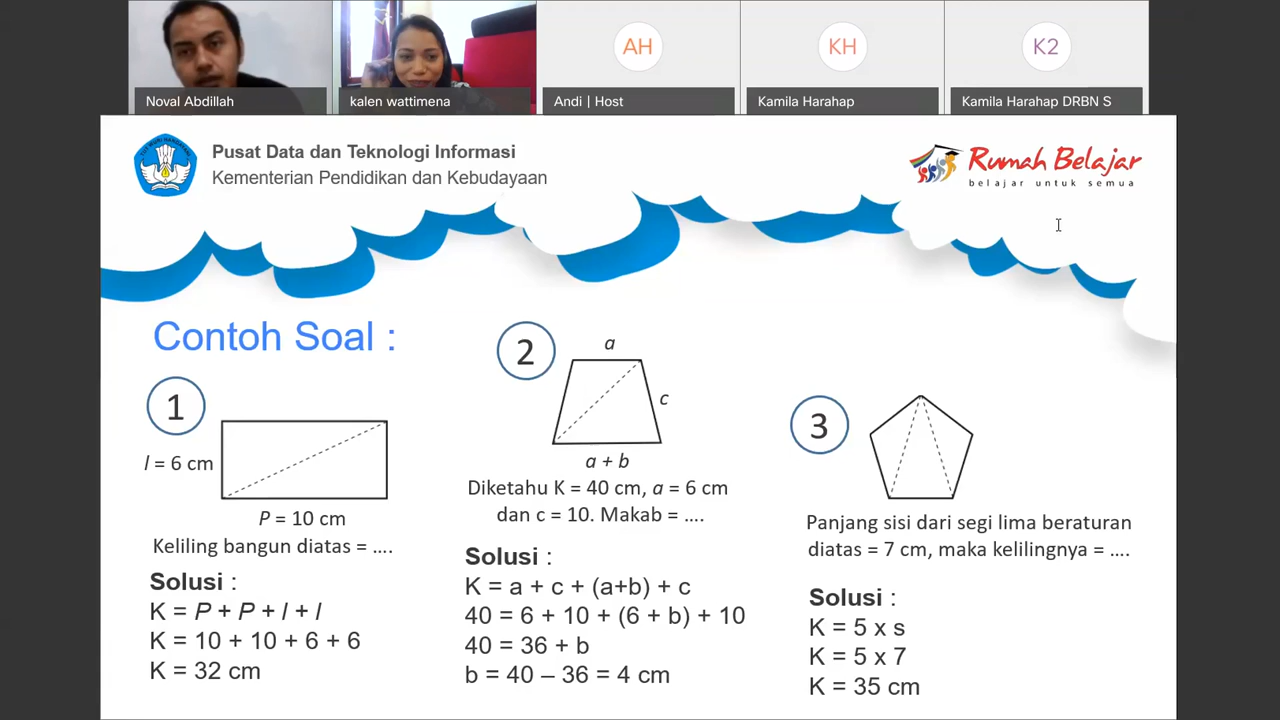 AH
KH
K2
Noval Abdillah
kalen wattimena
Andi | Host
Kamila Harahap
Kamila Harahap DRBN S
Pusat Data dan Teknologi Informasi
Kementerian Pendidikan dan Kebudayaan
Rumah Belajar
belajar untuk semua
Contoh Soal :
1
l = 6 cm
P = 10 cm
Keliling bangun diatas = ....
Solusi :
K = P + P + l + l
K = 10 + 10 + 6 + 6
K = 32 cm
2
a
c
a + b
Diketahu K = 40 cm, a = 6 cm
dan c = 10. Makab = ....
Solusi :
K = a + c + (a+b) + c
40 = 6 + 10 + (6 + b) + 10
40 = 36 + b
b = 40 – 36 = 4 cm
3
Panjang sisi dari segi lima beraturan
diatas = 7 cm, maka kelilingnya = ....
Solusi :
K = 5 x s
K = 5 x 7
K = 35 cm